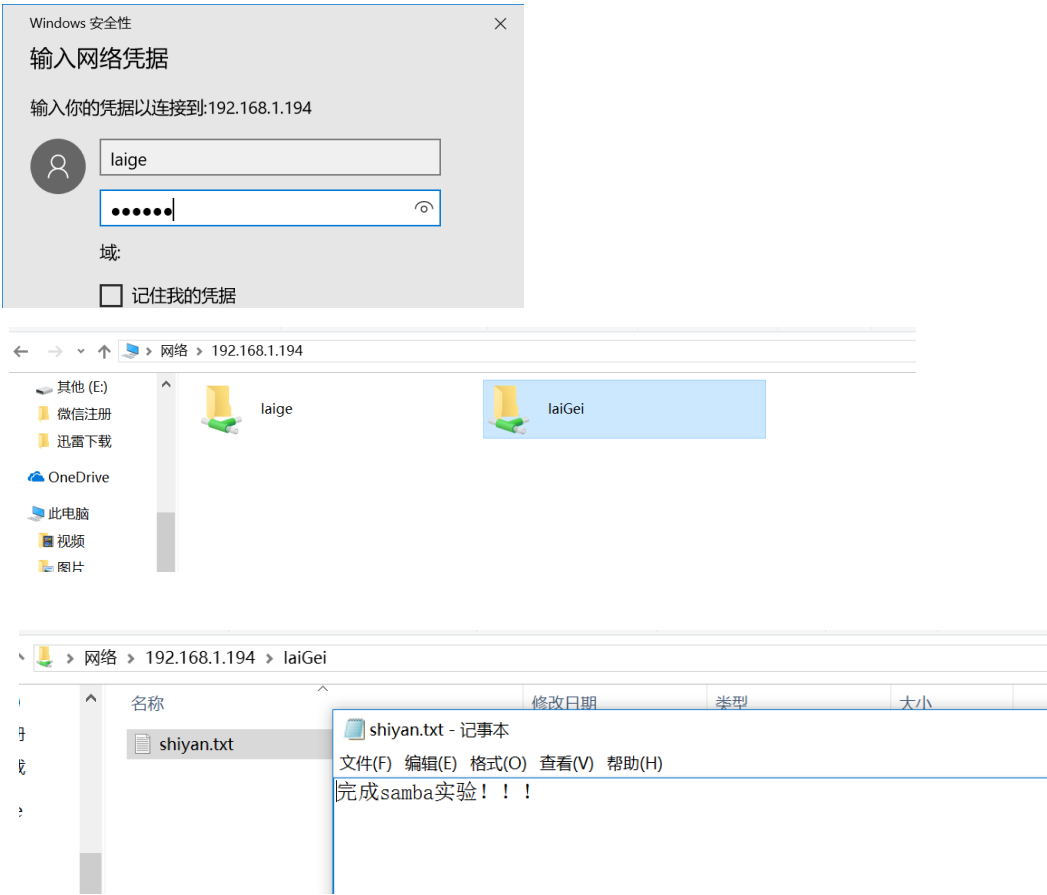 Windows 安全性
输入网络凭据
输入你的凭据以连接到:192.168.1.194
laige
●●●●●●
域:
记住我的凭据
网络 > 192.168.1.194
其他 (E:)
微信注册
迅雷下载
OneDrive
此电脑
视频
图片
laige
laiGei
网络 > 192.168.1.194 > laiGei
名称
修改日期
类型
大小
shiyan.txt
shiyan.txt - 记事本
文件(F) 编辑(E) 格式(O) 查看(V) 帮助(H)
完成samba实验！！！